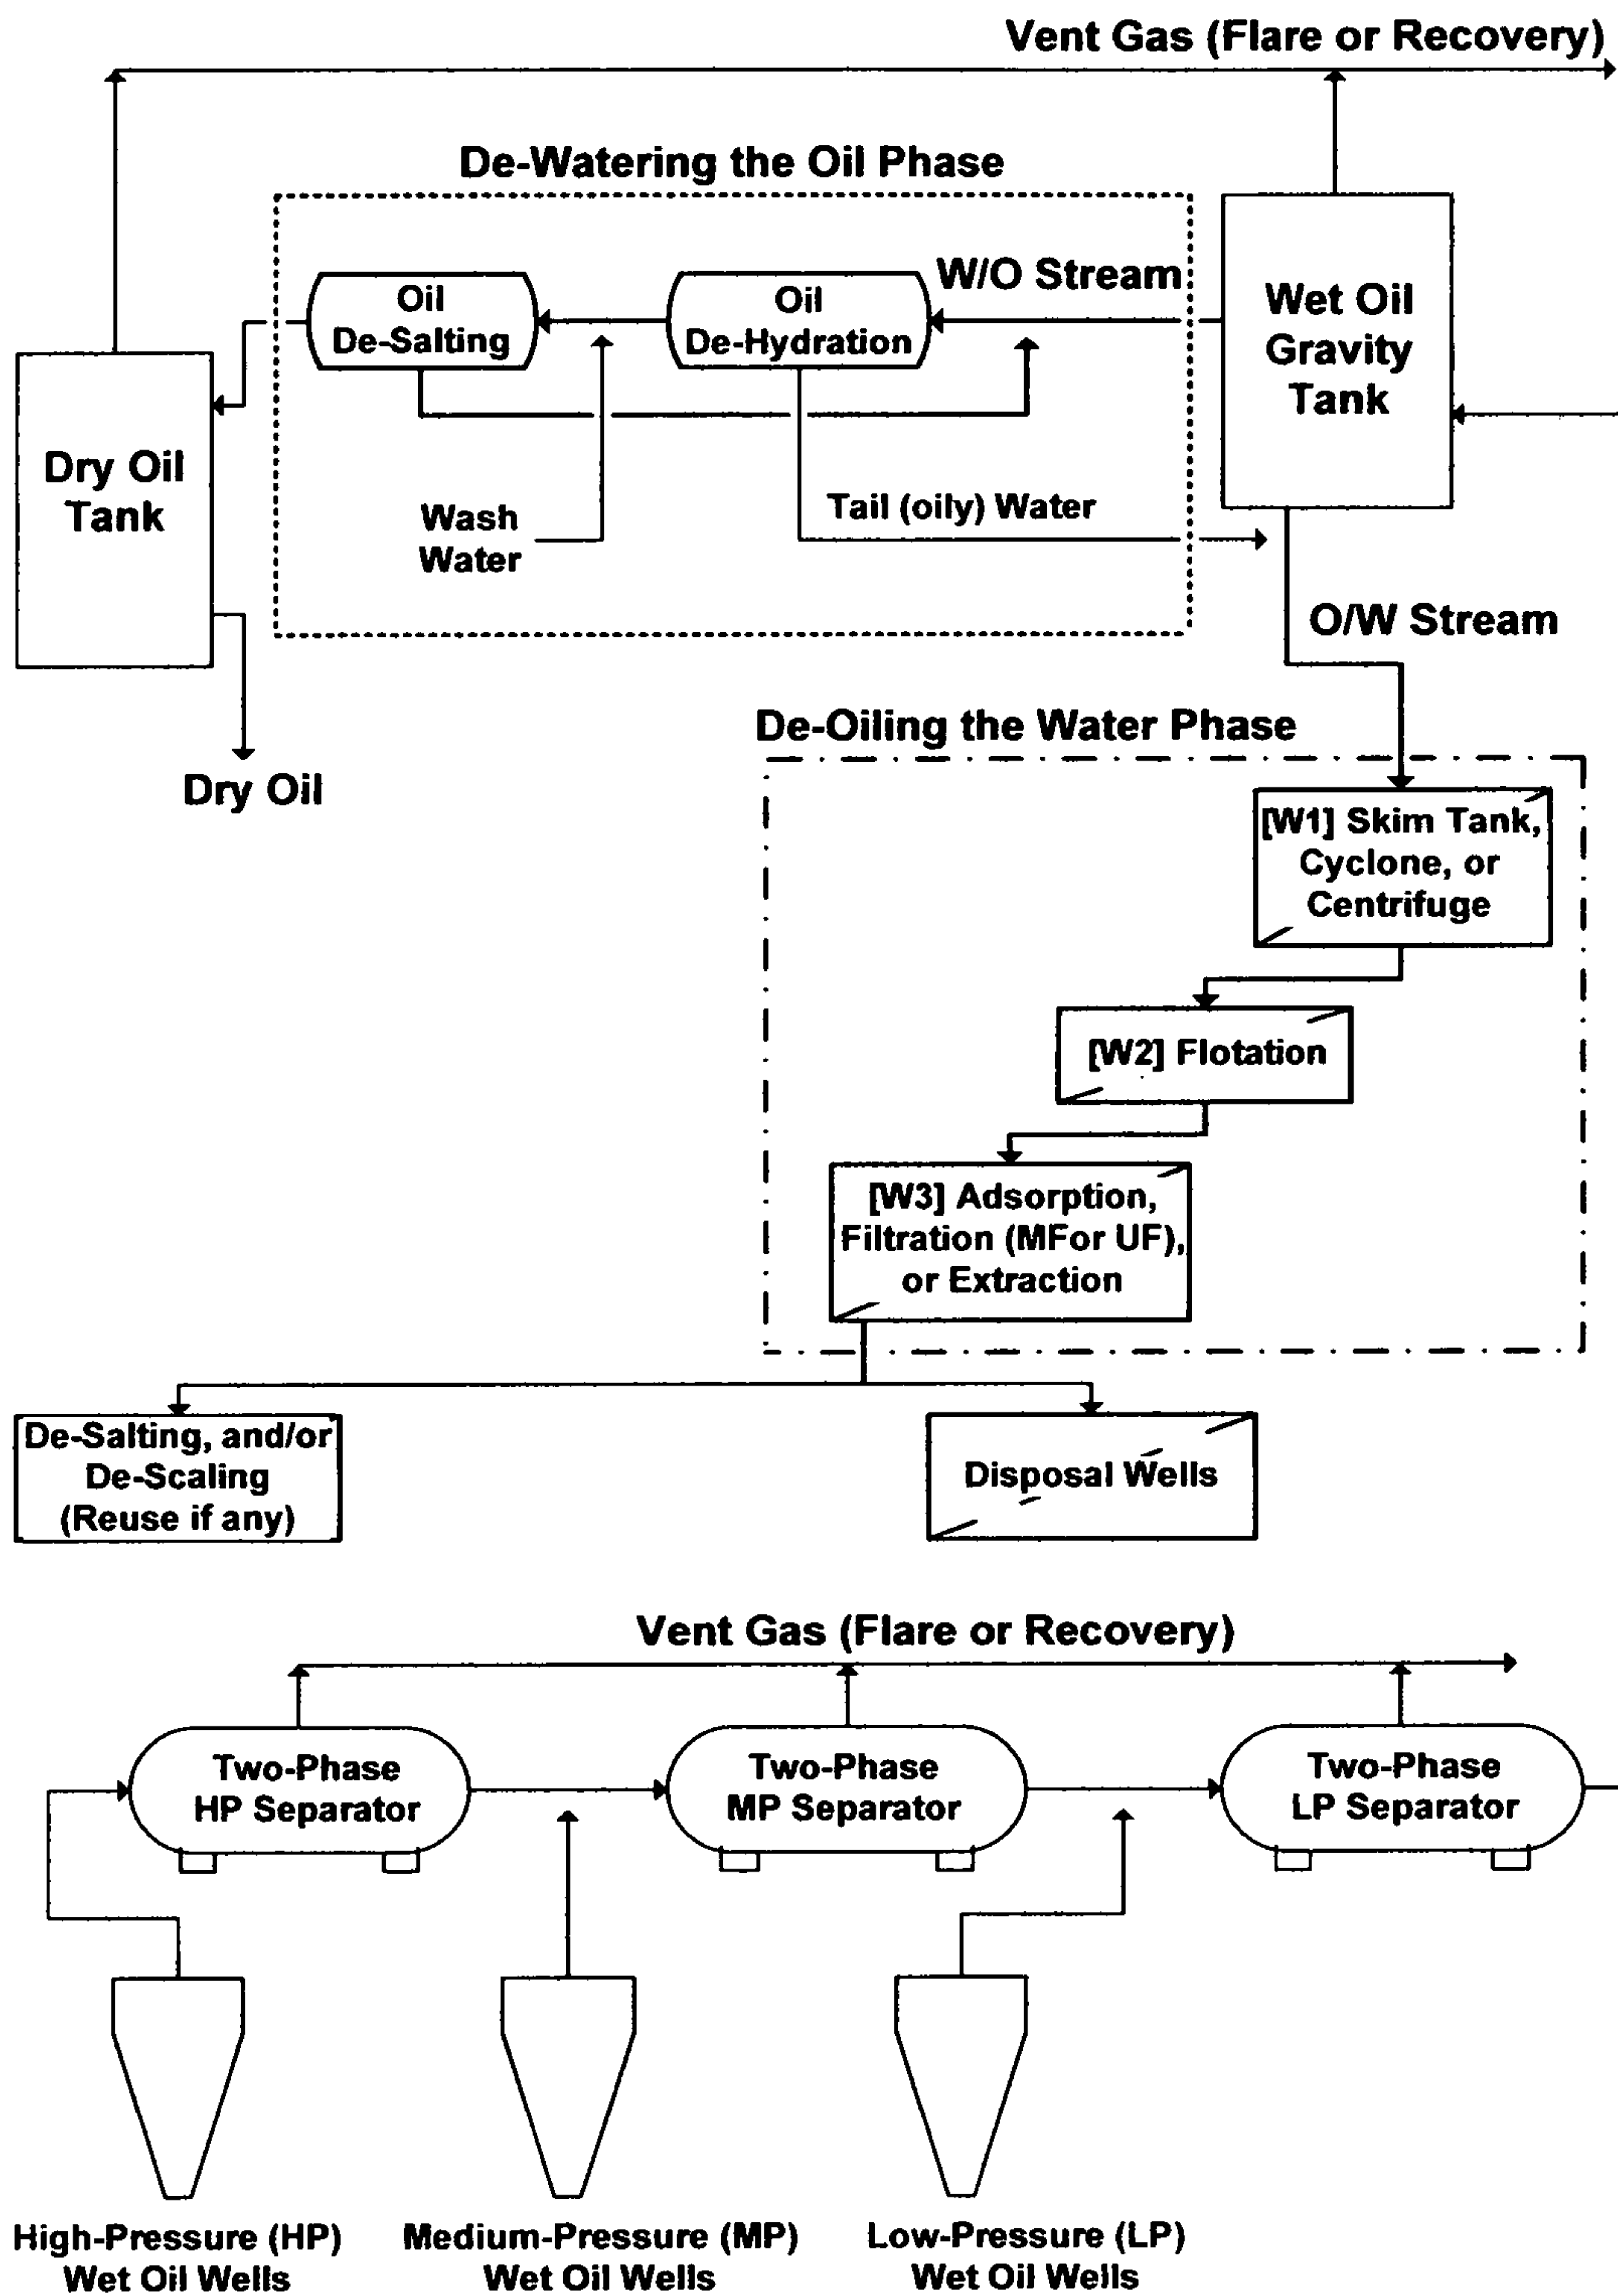 Vent Gas (Flare or Recovery)
De-Watering the Oil Phase
Oil
De-Salting
Oil
De-Hydration
W/O Stream
Wet Oil
Gravity
Tank
Dry Oil
Tank
Wash
Water
Tail (oily) Water
O/W Stream
Dry Oil
De-Oiling the Water Phase
[W1] Skim Tank,
Cyclone, or
Centrifuge
[W2] Flotation
[W3] Adsorption,
Filtration (MFor UF),
or Extraction
De-Salting, and/or
De-Scaling
(Reuse if any)
Disposal Wells
Vent Gas (Flare or Recovery)
Two-Phase
HP Separator
Two-Phase
MP Separator
Two-Phase
LP Separator
High-Pressure (HP)
Wet Oil Wells
Medium-Pressure (MP)
Wet Oil Wells
Low-Pressure (LP)
Wet Oil Wells